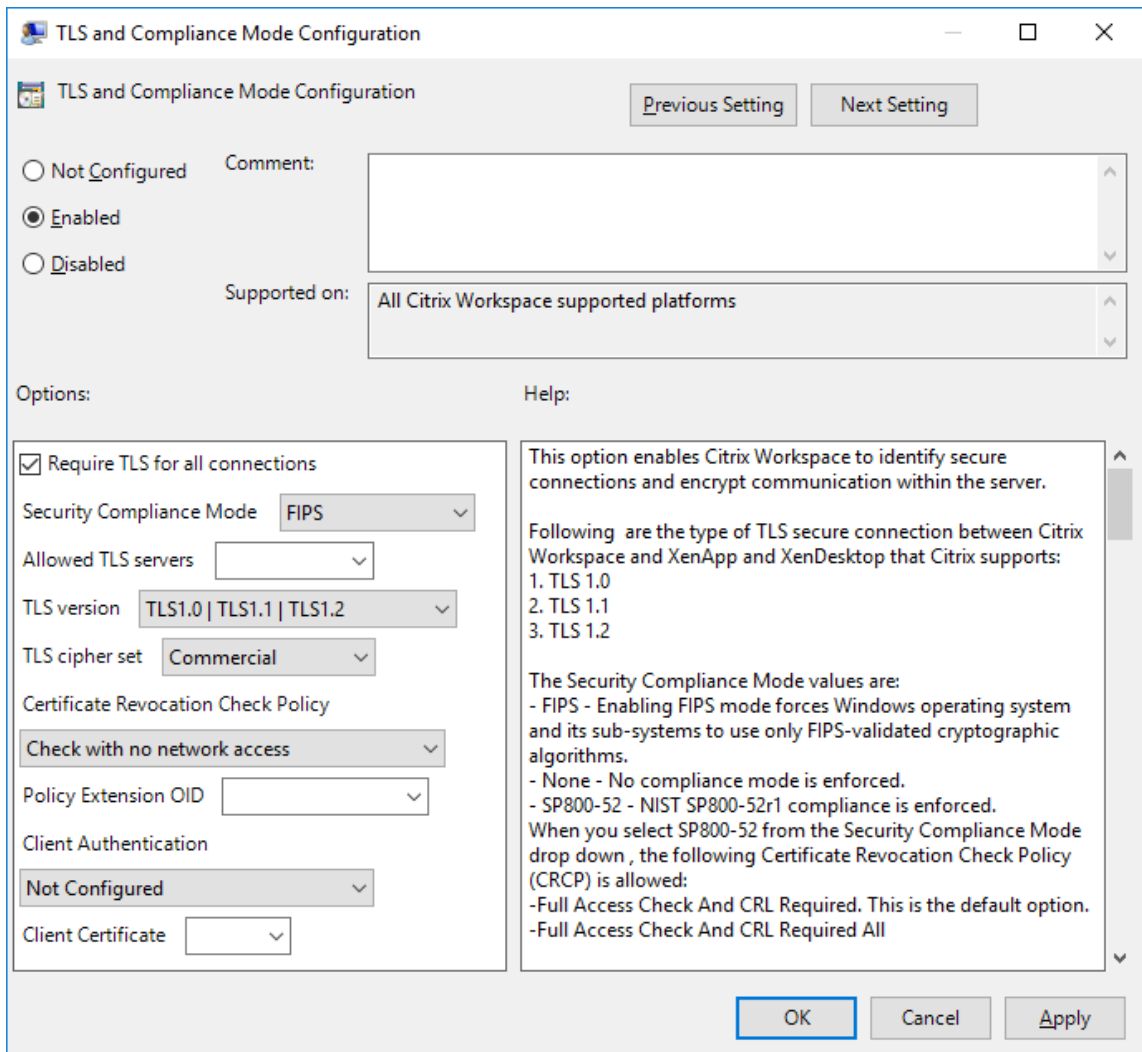 TLS and Compliance Mode Configuration
TLS and Compliance Mode Configuration
Previous Setting
Next Setting
Not Configured
Comment:
Enabled
Disabled
Supported on:
All Citrix Workspace supported platforms
Options:
Help:
Require TLS for all connections
Security Compliance Mode
FIPS
Allowed TLS servers
TLS version
TLS1.0 | TLS1.1 | TLS1.2
TLS cipher set
Commercial
Certificate Revocation Check Policy
Check with no network access
Policy Extension OID
Client Authentication
Not Configured
Client Certificate
This option enables Citrix Workspace to identify secure
connections and encrypt communication within the server.
Following  are the type of TLS secure connection between Citrix
Workspace and XenApp and XenDesktop that Citrix supports:
1. TLS 1.0
2. TLS 1.1
3. TLS 1.2
The Security Compliance Mode values are:
- FIPS - Enabling FIPS mode forces Windows operating system
and its sub-systems to use only FIPS-validated cryptographic
algorithms.
- None - No compliance mode is enforced.
- SP800-52 - NIST SP800-52r1 compliance is enforced.
When you select SP800-52 from the Security Compliance Mode
drop down , the following Certificate Revocation Check Policy
(CRCP) is allowed:
-Full Access Check And CRL Required. This is the default option.
-Full Access Check And CRL Required All
OK
Cancel
Apply